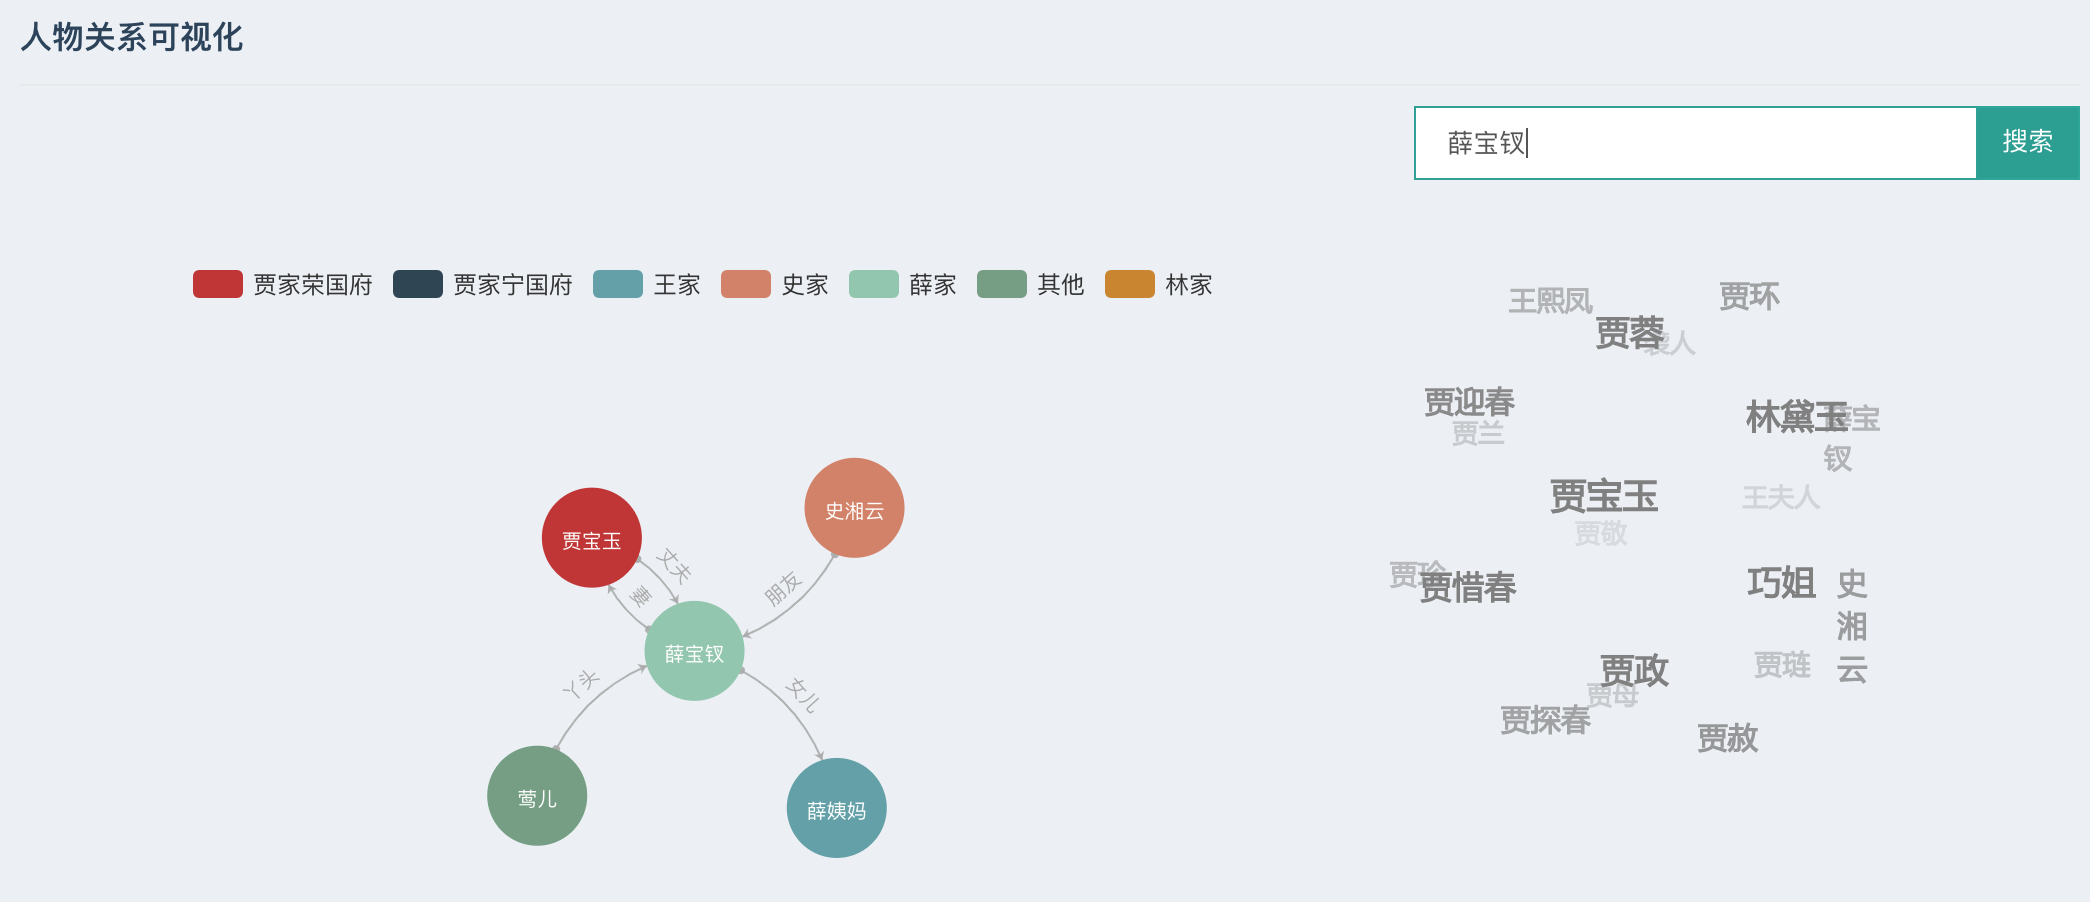 人物关系可视化
薛宝钗
搜索
贾家荣国府
贾家宁国府
王家
史家
薛家
其他
林家
史湘云
贾宝玉
丈夫
妻
朋友
薛宝钗
丫头
女儿
莺儿
薛姨妈
王熙凤
贾环
贾蓉
袭人
贾迎春
贾兰
林黛玉
薛宝
钗
贾宝玉
王夫人
贾敬
贾珍
贾惜春
巧姐
史
湘
云
贾政
贾琏
贾母
贾探春
贾赦